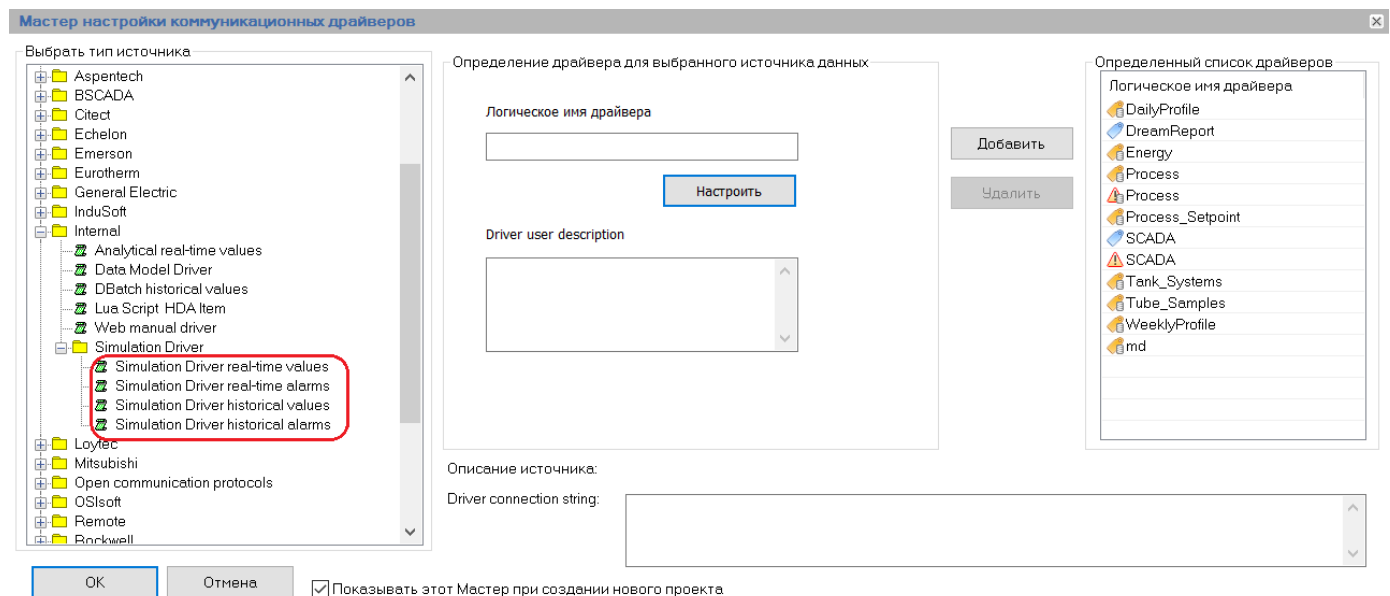 Мастер настройки коммуникационных драйверов
Выбрать тип источника
Aspentech
BSCADA
Citect
Echelon
Emerson
Eurotherm
General Electric
InduSoft
Internal
Analytical real-time values
Data Model Driver
DBatch historical values
Lua Script HDA Item
Web manual driver
Simulation Driver
Simulation Driver real-time values
Simulation Driver real-time alarms
Simulation Driver historical values
Simulation Driver historical alarms
Loytec
Mitsubishi
Open communication protocols
OSIsoft
Remote
Rockwell
Определение драйвера для выбранного источника данных
Логическое имя драйвера
Настроить
Driver user description
Добавить
Удалить
Определенный список драйверов
Логическое имя драйвера
DailyProfile
DreamReport
Energy
Process
Process
Process_Setpoint
SCADA
SCADA
Tank_Systems
Tube_Samples
WeeklyProfile
md
Описание источника:
Driver connection string:
OK
Отмена
Показывать этот Мастер при создании нового проекта